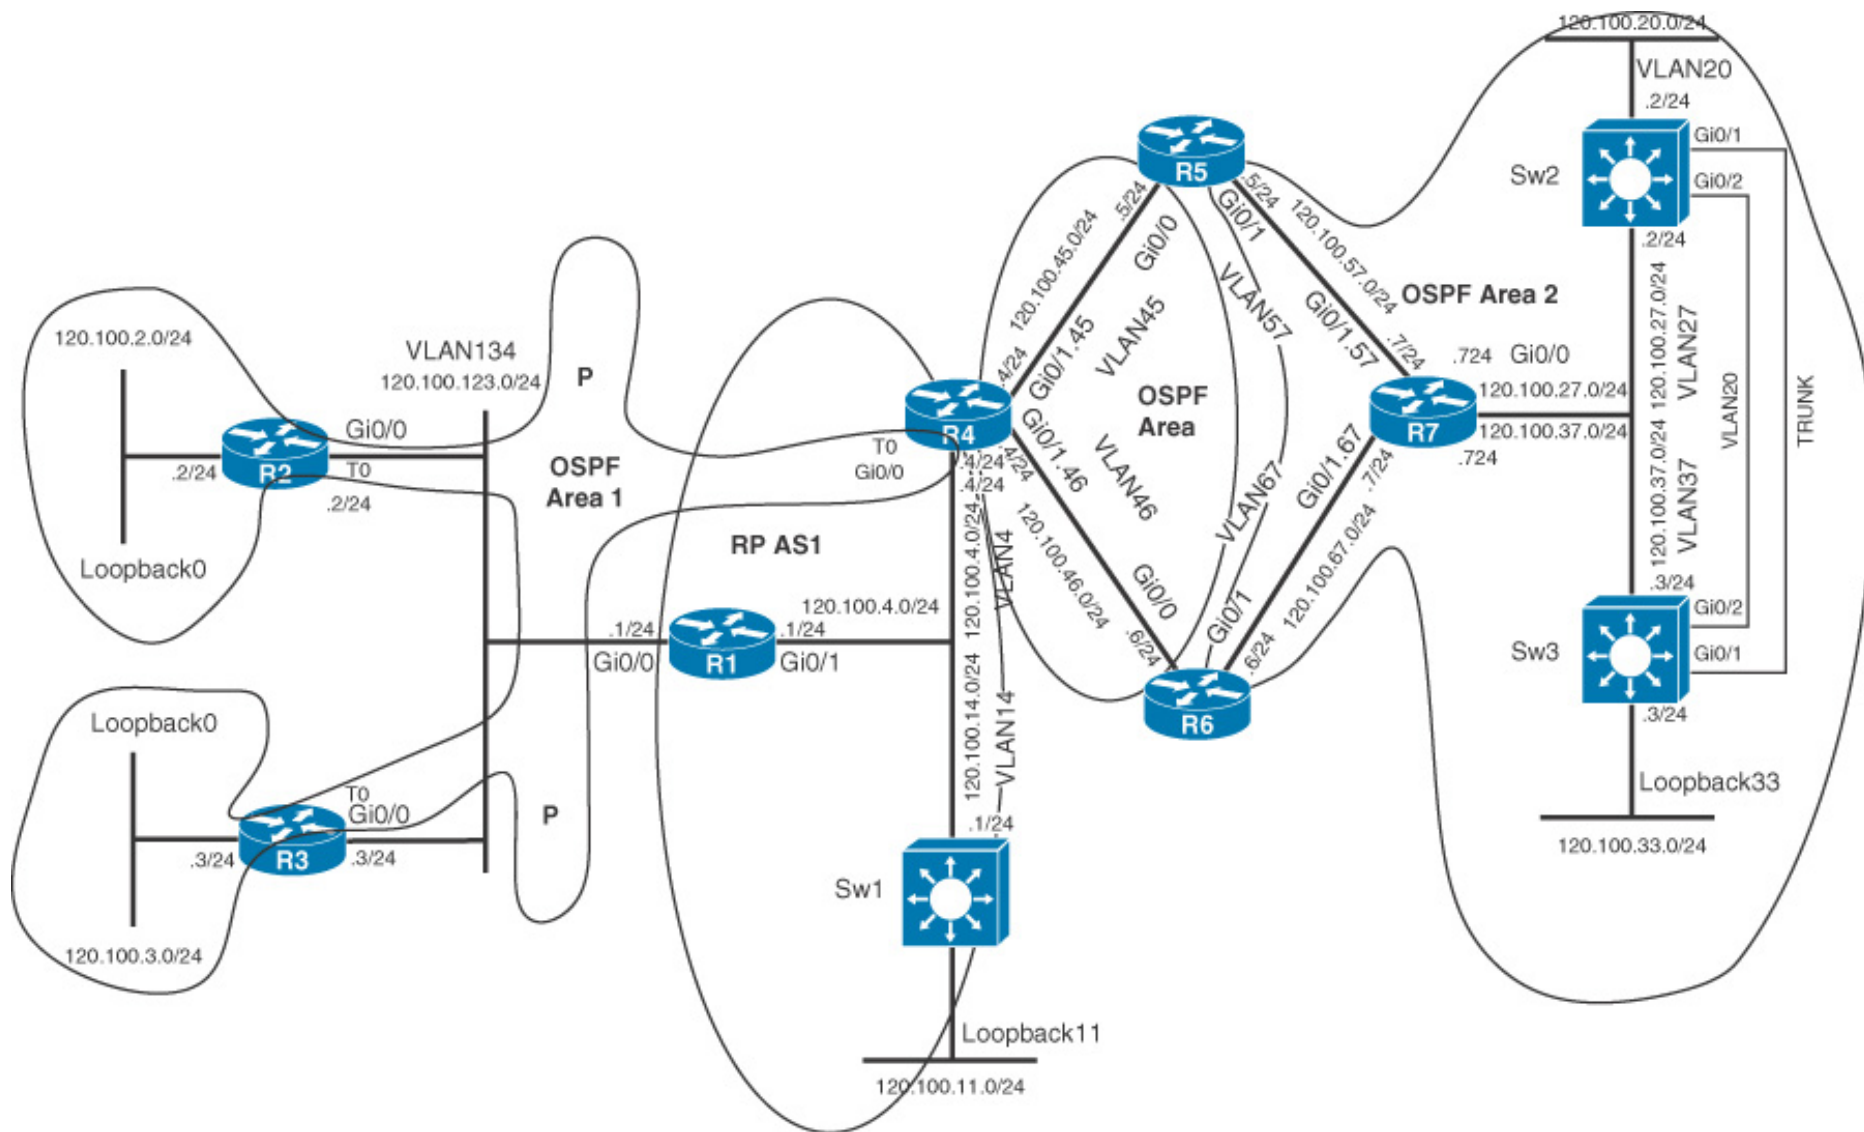 120.100.20.0/24
VLAN20
.2/24
Gi0/1
Sw2
Gi0/2
.2/24
120.100.27.0/24
VLAN27
120.100.37.0/24
VLAN37
VLAN20
TRUNK
.3/24
Gi0/2
Sw3
Gi0/1
.3/24
Loopback33
120.100.33.0/24
R5
.5/24
Gi0/0
120.100.45.0/24
.5/24
Gi0/1
120.100.57.0/24
VLAN57
Gi0/1.57
.7/24
OSPF Area 2
.724
Gi0/0
120.100.27.0/24
120.100.37.0/24
.724
R7
.4/24
Gi0/1.45
VLAN45
OSPF
Area
Gi0/1.46
.4/24
VLAN46
VLAN67
Gi0/1.67
.7/24
120.100.46.0/24
Gi0/0
.6/24
Gi0/1
.6/24
120.100.67.0/24
R6
R4
T0
Gi0/0
.4/24
.4/24
120.100.4.0/24
VLAN4
120.100.14.0/24
VLAN14
.1/24
Sw1
Loopback11
120.100.11.0/24
RP AS1
120.100.4.0/24
.1/24
Gi0/0
R1
.1/24
Gi0/1
P
OSPF
Area 1
P
VLAN134
120.100.123.0/24
120.100.2.0/24
Gi0/0
R2
.2/24
T0
.2/24
Loopback0
Loopback0
T0
Gi0/0
R3
.3/24
.3/24
120.100.3.0/24